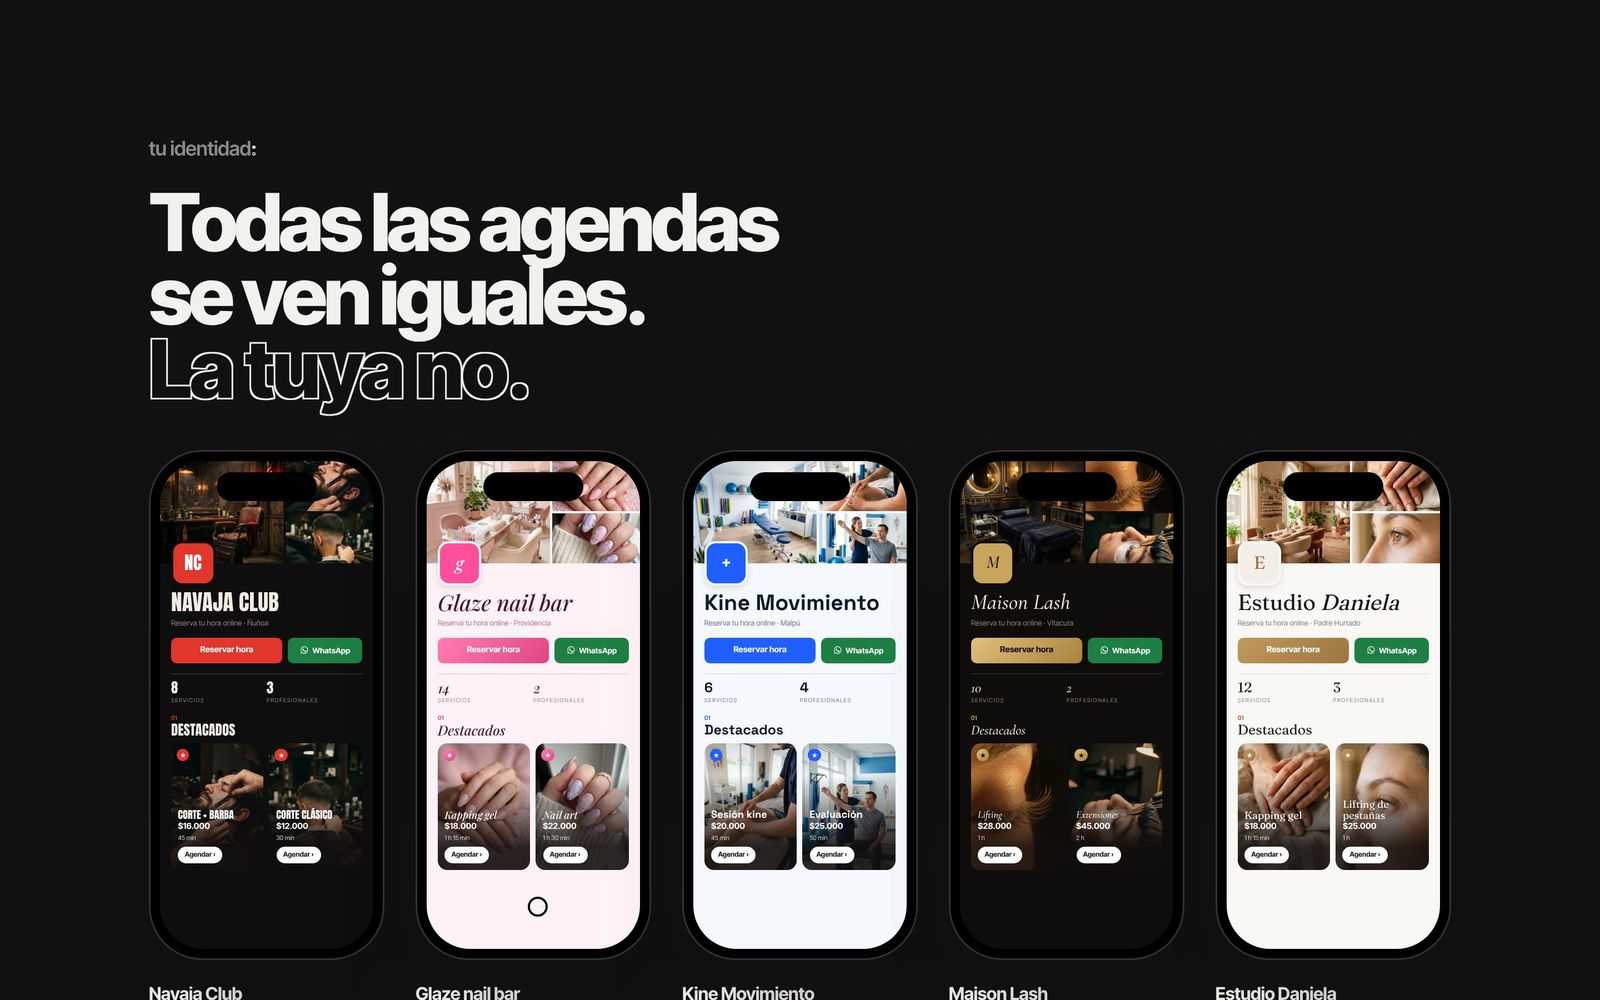 tu identidad:
Todas las agendas
se ven iguales.
La tuya no.
NC
NAVAJA CLUB
Reserva tu hora online · Ñuñoa
Reservar hora
WhatsApp
8
SERVICIOS
3
PROFESIONALES
01
DESTACADOS
CORTE + BARBA
$16.000
45 min
Agendar ›
CORTE CLÁSICO
$12.000
30 min
Agendar ›
g
Glaze nail bar
Reserva tu hora online · Providencia
Reservar hora
WhatsApp
14
SERVICIOS
2
PROFESIONALES
01
Destacados
Kapping gel
$18.000
1 h 15 min
Agendar ›
Nail art
$22.000
1 h 30 min
Agendar ›
+
Kine Movimiento
Reserva tu hora online · Maipú
Reservar hora
WhatsApp
6
SERVICIOS
4
PROFESIONALES
01
Destacados
Sesión kine
$20.000
45 min
Agendar ›
Evaluación
$25.000
50 min
Agendar ›
M
Maison Lash
Reserva tu hora online · Vitacura
Reservar hora
WhatsApp
10
SERVICIOS
2
PROFESIONALES
01
Destacados
Lifting
$28.000
1 h
Agendar ›
Extensiones
$45.000
2 h
Agendar ›
E
Estudio Daniela
Reserva tu hora online · Padre Hurtado
Reservar hora
WhatsApp
12
SERVICIOS
3
PROFESIONALES
01
Destacados
Kapping gel
$18.000
1 h 15 min
Agendar ›
Lifting de
pestañas
$25.000
1 h
Agendar ›
Navaja Club
Glaze nail bar
Kine Movimiento
Maison Lash
Estudio Daniela